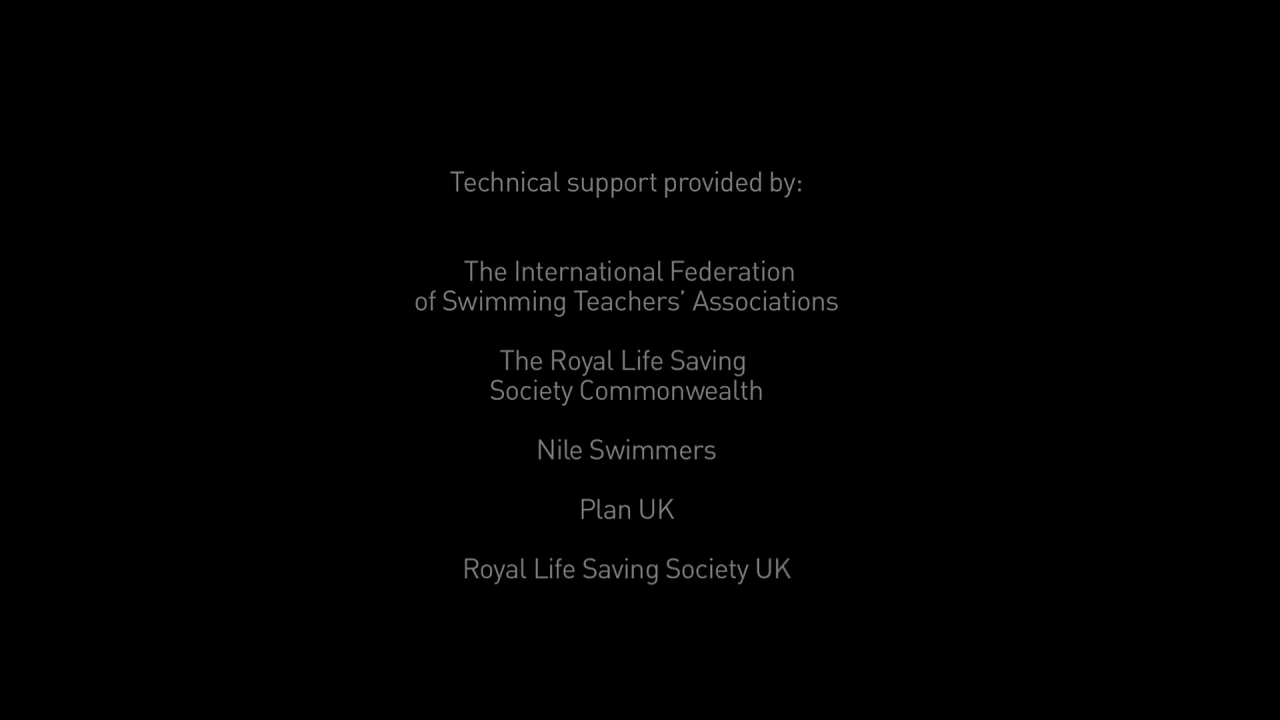 Technical support provided by:
The International Federation
of Swimming Teachers’ Associations
The Royal Life Saving
Society Commonwealth
Nile Swimmers
Plan UK
Royal Life Saving Society UK